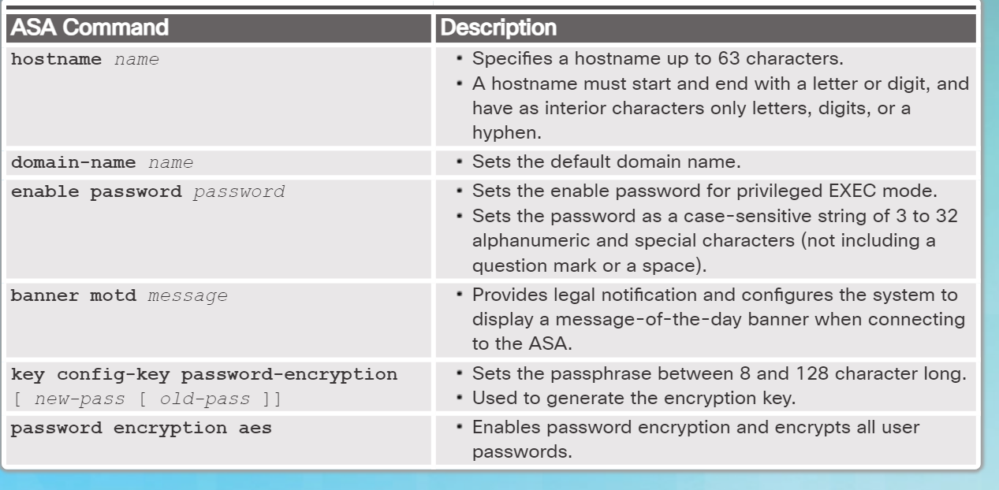 ASA Command
Description
hostname name
• Specifies a hostname up to 63 characters.
• A hostname must start and end with a letter or digit, and
have as interior characters only letters, digits, or a
hyphen.
domain-name name
• Sets the default domain name.
enable password password
• Sets the enable password for privileged EXEC mode.
• Sets the password as a case-sensitive string of 3 to 32
alphanumeric and special characters (not including a
question mark or a space).
banner motd message
• Provides legal notification and configures the system to
display a message-of-the-day banner when connecting
to the ASA.
key config-key password-encryption
[ new-pass [ old-pass ]]
• Sets the passphrase between 8 and 128 character long.
• Used to generate the encryption key.
password encryption aes
• Enables password encryption and encrypts all user
passwords.